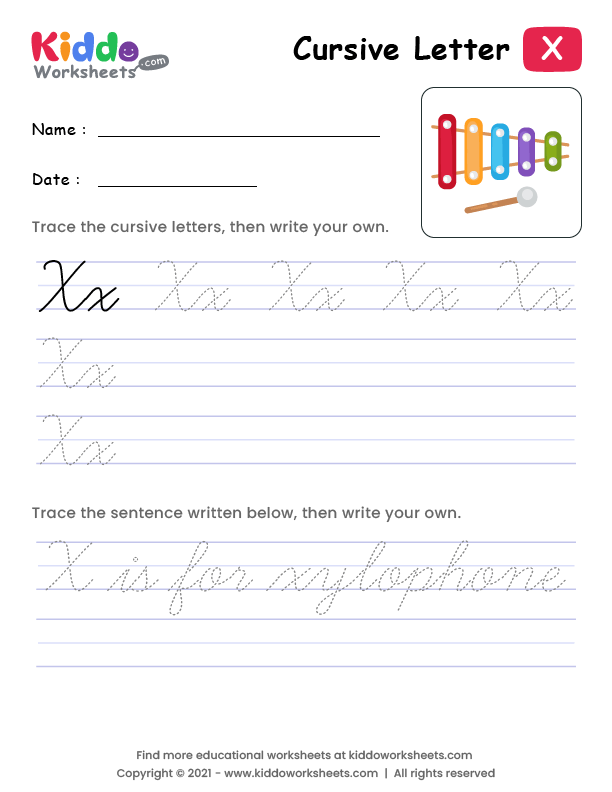 Kiddo
Worksheets
.com
Cursive Letter X
Name :
Date :
Trace the cursive letters, then write your own.
Xx Xx Xx Xx Xx
Xx
Xx
Trace the sentence written below, then write your own.
X is for xylophone
Find more educational worksheets at kiddoworksheets.com
Copyright © 2021 - www.kiddoworksheets.com | All rights reserved